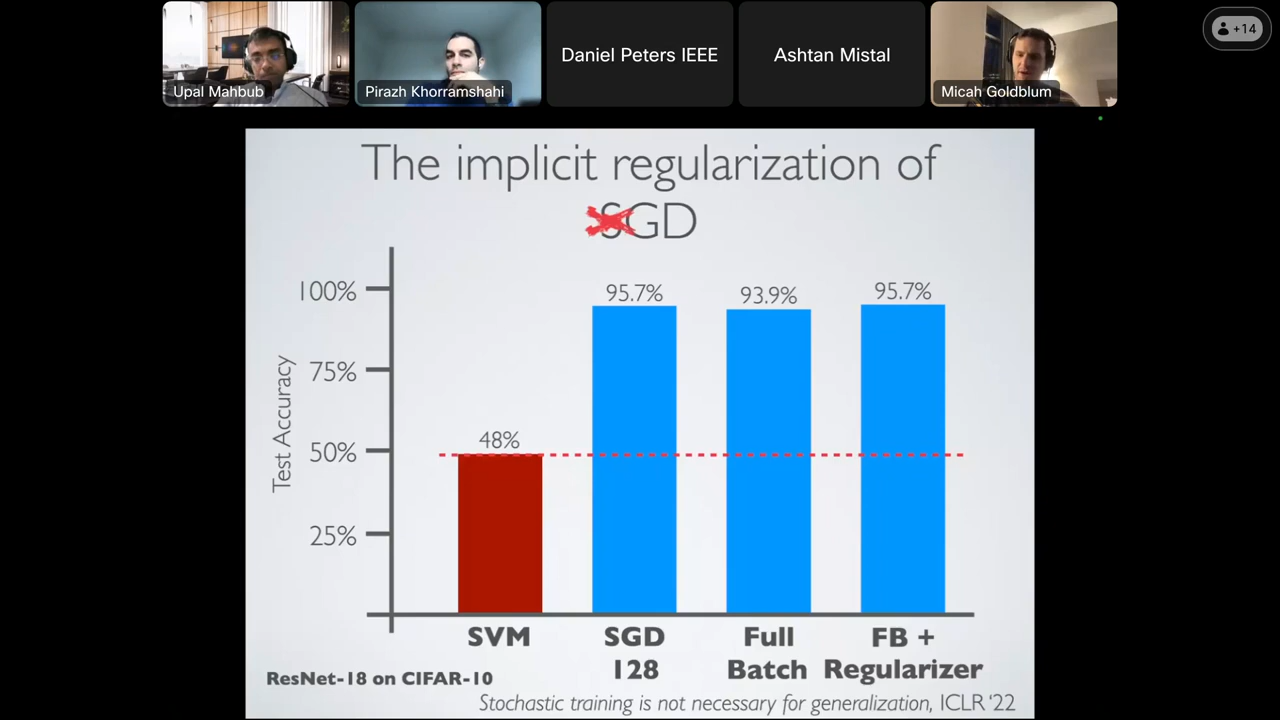 Upal Mahbub
Pirazh Khorramshahi
Daniel Peters IEEE
Ashtan Mistal
Micah Goldblum
+14
The implicit regularization of
SGD
Test Accuracy
100%
75%
50%
25%
48%
95.7%
93.9%
95.7%
SVM
SGD
128
Full
Batch
FB +
Regularizer
ResNet-18 on CIFAR-10
Stochastic training is not necessary for generalization, ICLR '22